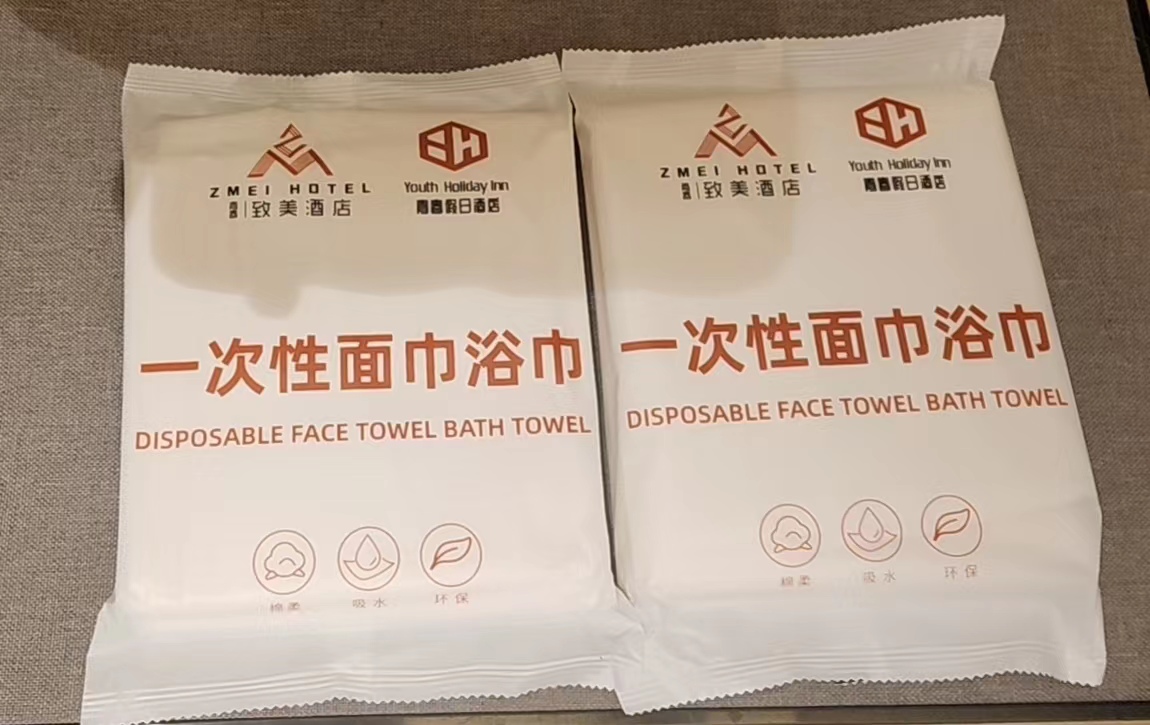 ZMEI HOTEL
致美酒店
Youth Holiday Inn
青春假日酒店
一次性面巾浴巾
DISPOSABLE FACE TOWEL BATH TOWEL
棉柔
吸水
环保
ZMEI HOTEL
致美酒店
Youth Holiday Inn
青春假日酒店
一次性面巾浴巾
DISPOSABLE FACE TOWEL BATH TOWEL
棉柔
吸水
环保